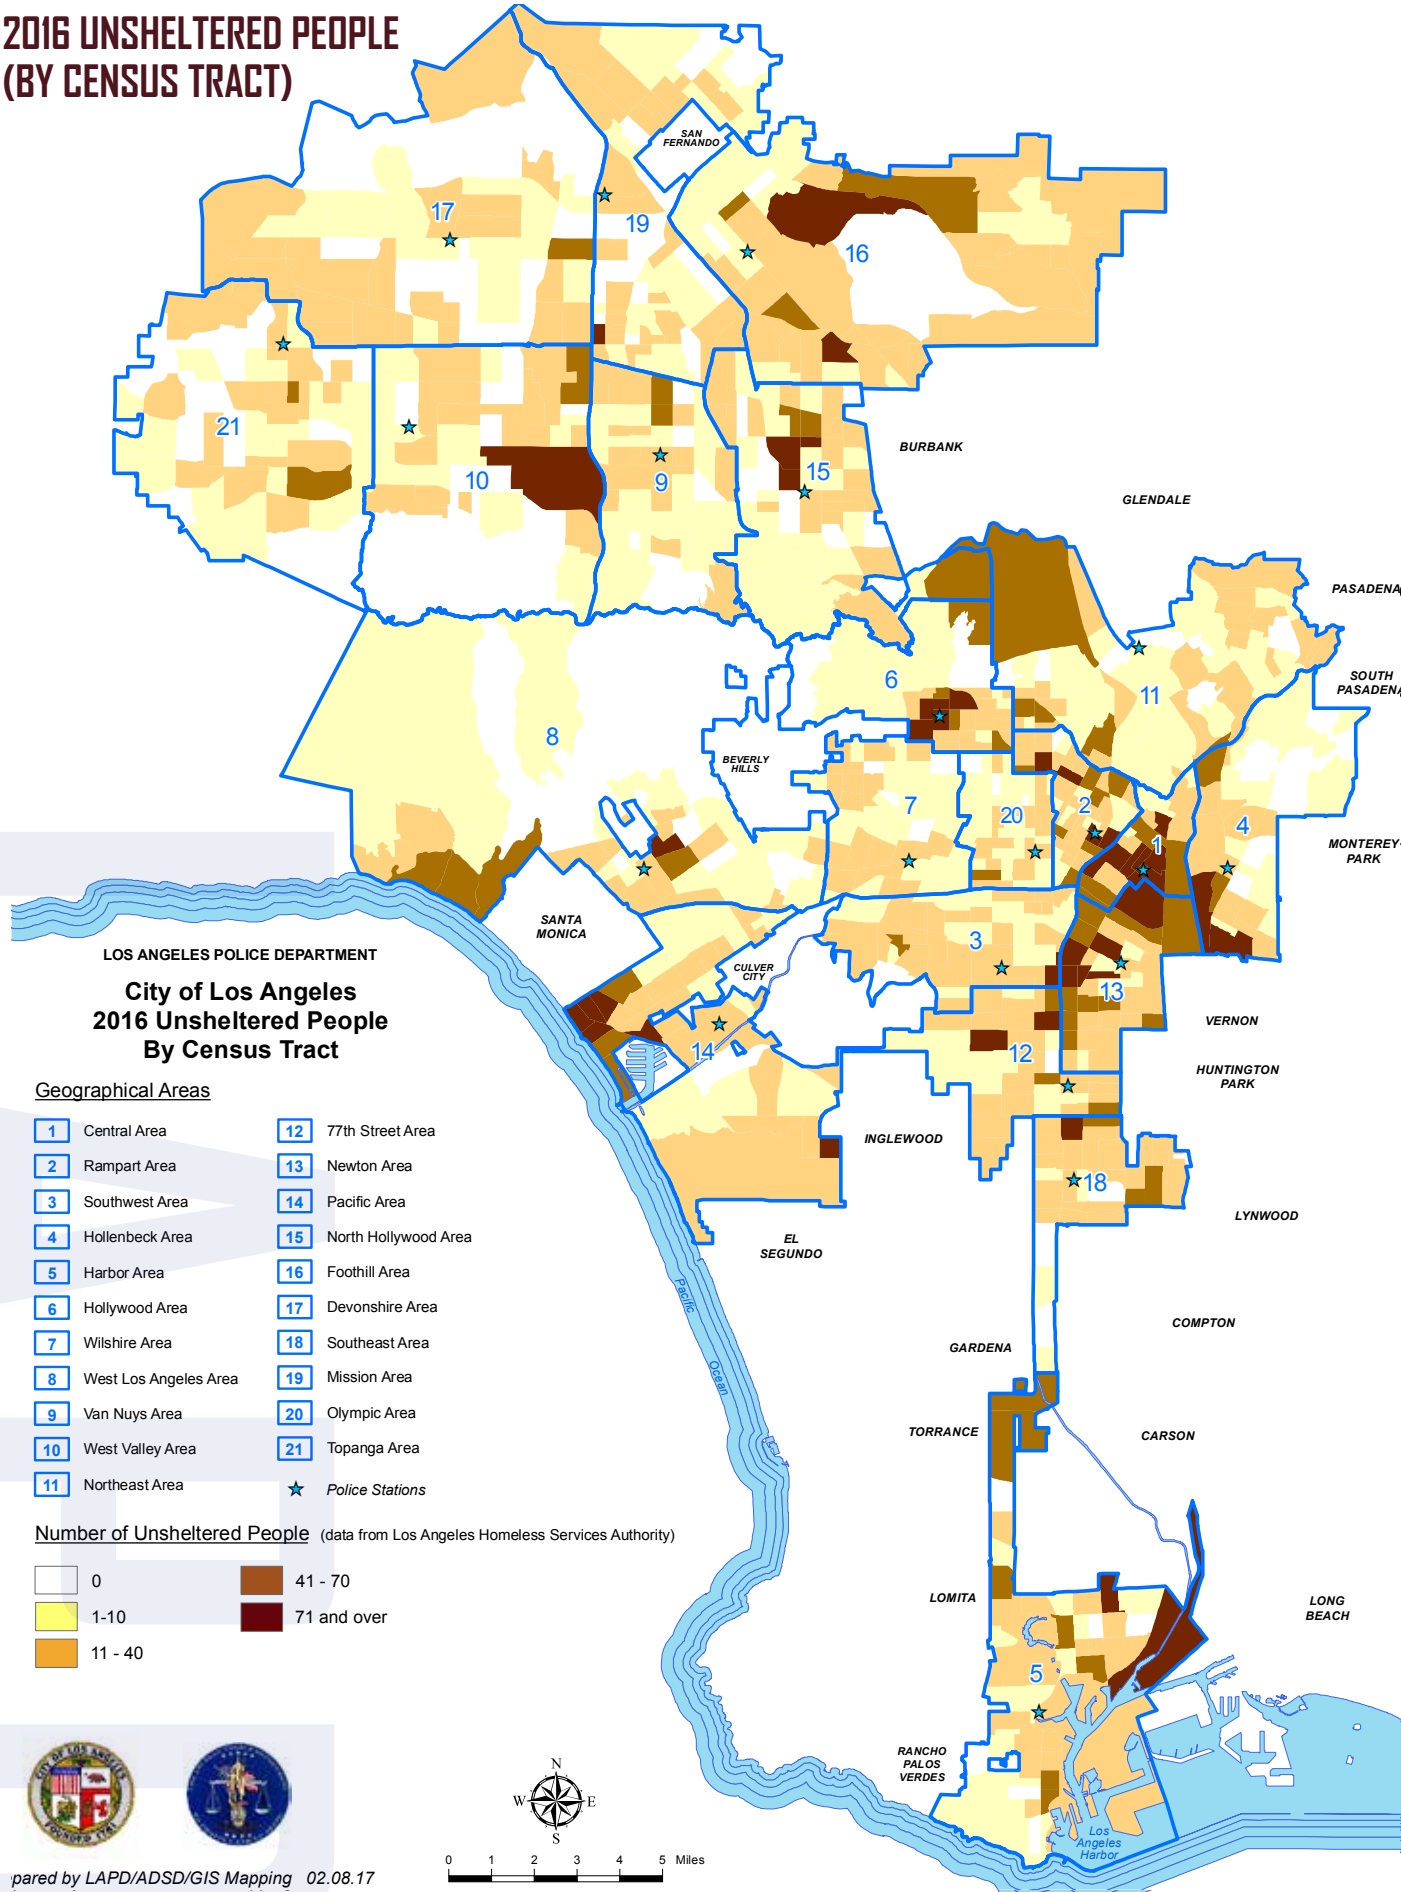 2016 UNSHELTERED PEOPLE
(BY CENSUS TRACT)
SAN
FERNANDO
17
19
16
21
10
9
15
BURBANK
GLENDALE
PASADENA
SOUTH
PASADENA
6
11
8
BEVERLY
HILLS
7
20
2
4
1
MONTEREY
PARK
SANTA
MONICA
3
CULVER
CITY
13
14
12
VERNON
HUNTINGTON
PARK
INGLEWOOD
18
LYNWOOD
EL
SEGUNDO
Pacific
Ocean
COMPTON
GARDENA
TORRANCE
CARSON
LOMITA
LONG
BEACH
5
RANCHO
PALOS
VERDES
Los
Angeles
Harbor
LOS ANGELES POLICE DEPARTMENT
City of Los Angeles
2016 Unsheltered People
By Census Tract
Geographical Areas
1 Central Area
2 Rampart Area
3 Southwest Area
4 Hollenbeck Area
5 Harbor Area
6 Hollywood Area
7 Wilshire Area
8 West Los Angeles Area
9 Van Nuys Area
10 West Valley Area
11 Northeast Area
12 77th Street Area
13 Newton Area
14 Pacific Area
15 North Hollywood Area
16 Foothill Area
17 Devonshire Area
18 Southeast Area
19 Mission Area
20 Olympic Area
21 Topanga Area
Police Stations
Number of Unsheltered People (data from Los Angeles Homeless Services Authority)
0
1-10
11 - 40
41 - 70
71 and over
CITY OF LOS ANGELES
FOUNDED 1781
N
W E
S
0 1 2 3 4 5 Miles
pared by LAPD/ADSD/GIS Mapping 02.08.17